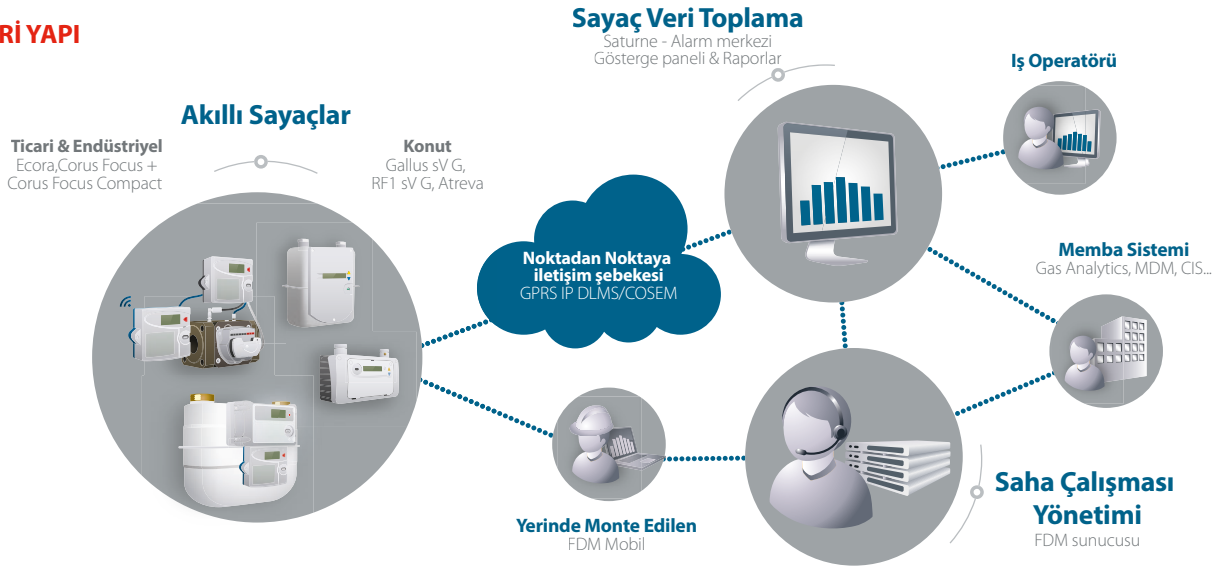 Rİ YAPI
Sayaç Veri Toplama
Saturne - Alarm merkezi
Gösterge paneli & Raporlar
Iş Operatörü
Akıllı Sayaçlar
Ticari & Endüstriyel
Ecora,Corus Focus +
Corus Focus Compact
Konut
Gallus sV G,
RF1 sV G, Atreva
Noktadan Noktaya
iletişim şebekesi
GPRS IP DLMS/COSEM
Memba Sistemi
Gas Analytics, MDM, CIS...
Yerinde Monte Edilen
FDM Mobil
Saha Çalışması
Yönetimi
FDM sunucusu